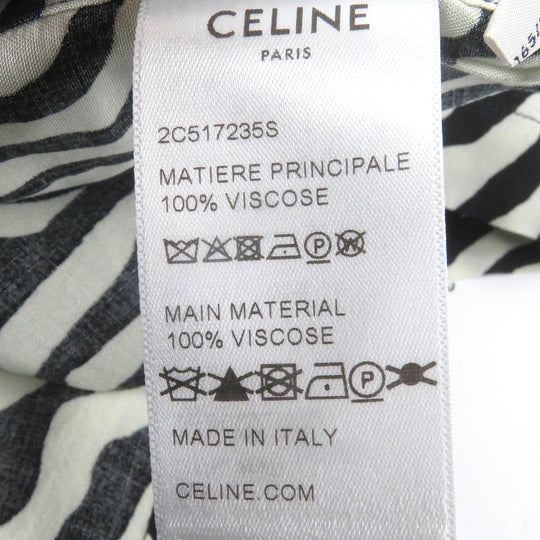 CELINE
PARIS
2C517235S
MATIERE PRINCIPALE
100% VISCOSE
P W
MAIN MATERIAL
100% VISCOSE
P
MADE IN ITALY
CELINE.COM